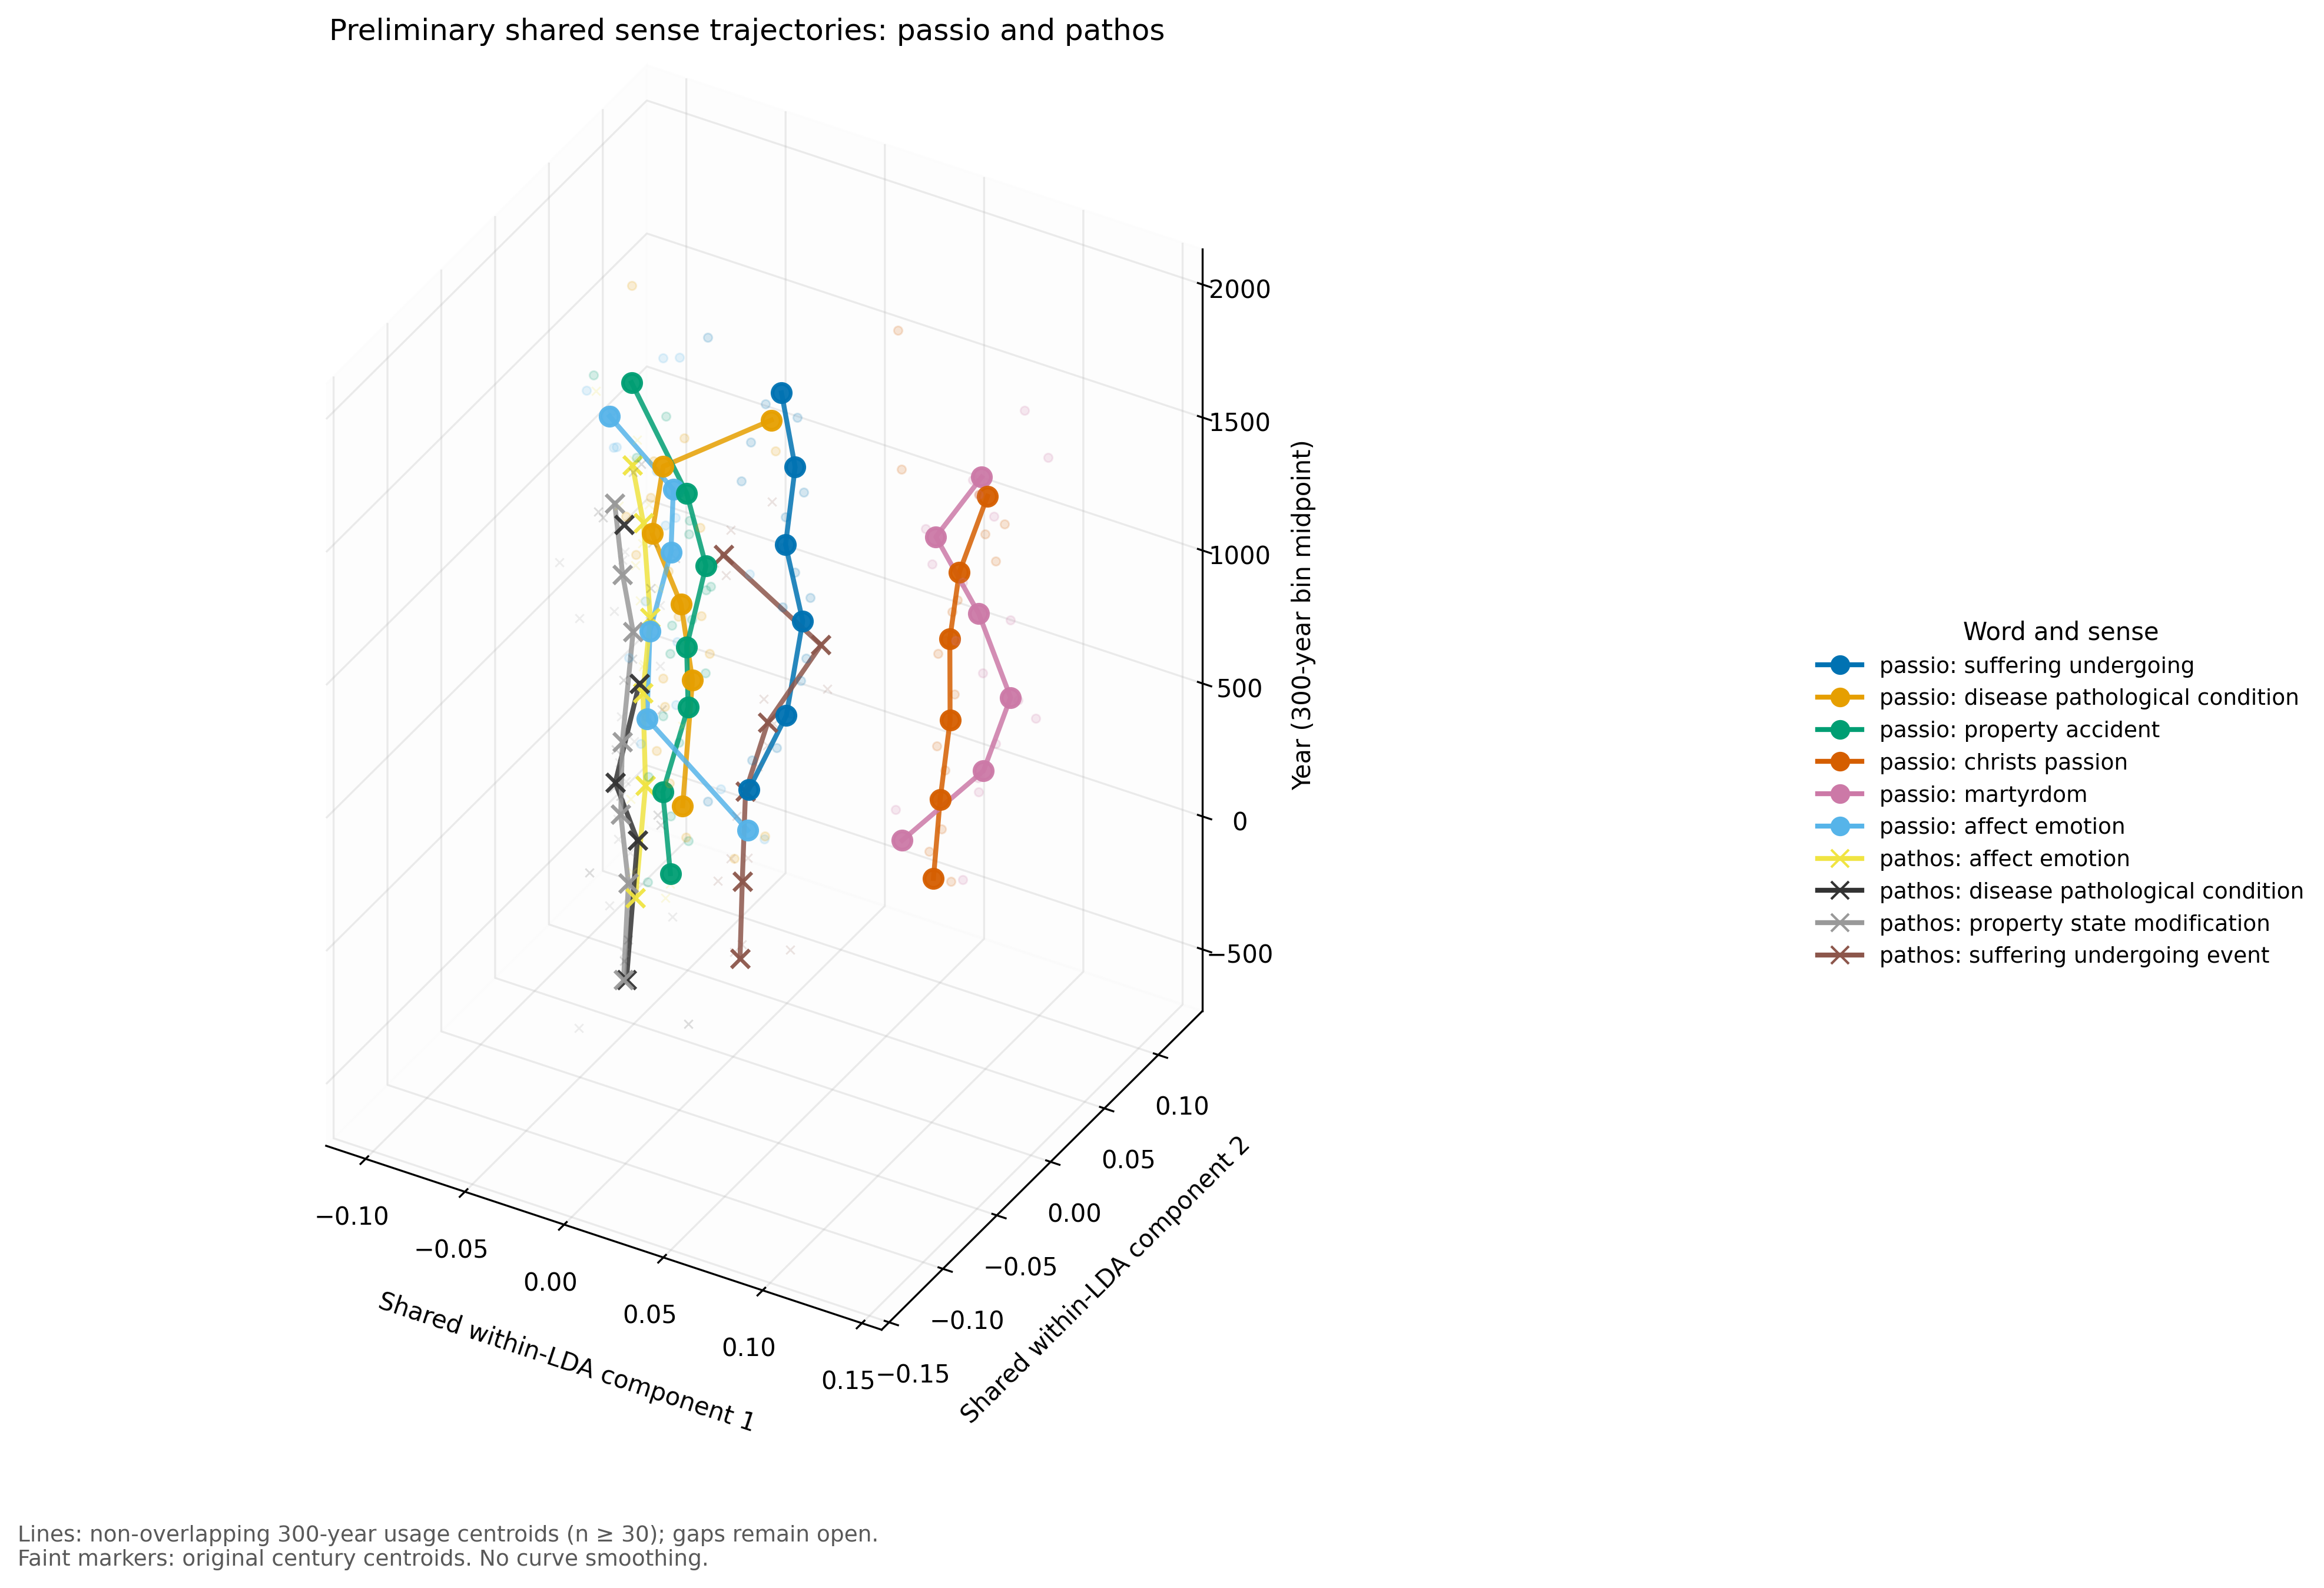 Preliminary shared sense trajectories: passio and pathos
2000
1500
1000
500
0
−500
Year (300-year bin midpoint)
0.10
0.05
0.00
−0.05
−0.10
−0.15
Shared within-LDA component 2
−0.10
−0.05
0.00
0.05
0.10
0.15
Shared within-LDA component 1
Word and sense
passio: suffering undergoing
passio: disease pathological condition
passio: property accident
passio: christs passion
passio: martyrdom
passio: affect emotion
pathos: affect emotion
pathos: disease pathological condition
pathos: property state modification
pathos: suffering undergoing event
Lines: non-overlapping 300-year usage centroids (n ≥ 30); gaps remain open.
Faint markers: original century centroids. No curve smoothing.